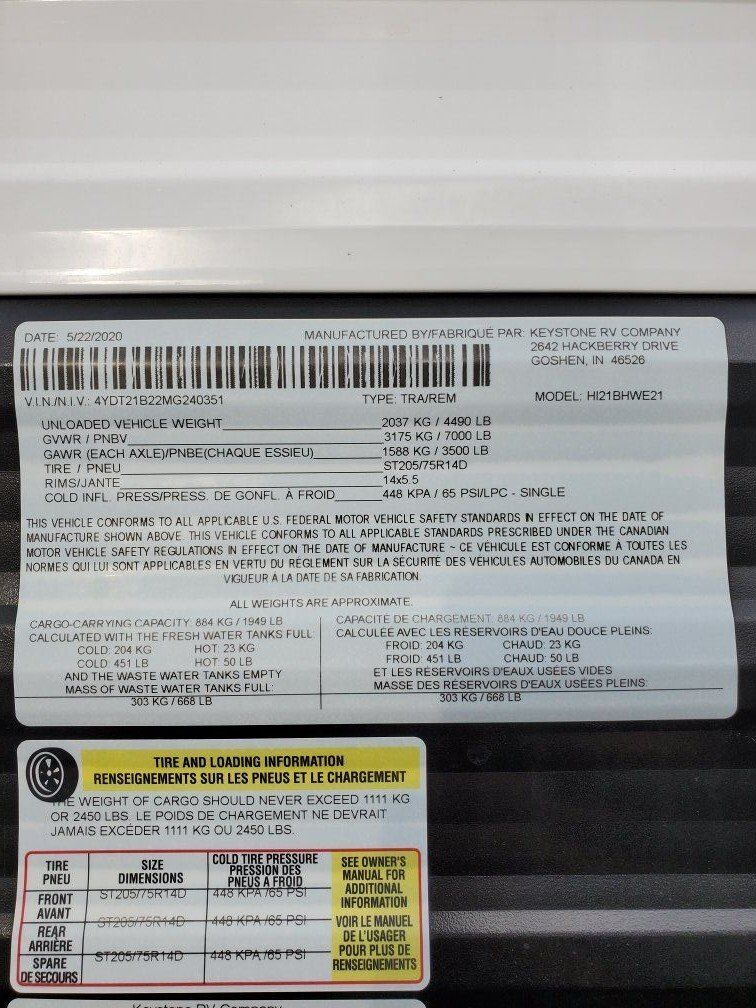 DATE: 5/22/2020 MANUFACTURED BY/FABRIQUÉ PAR: KEYSTONE RV COMPANY
2642 HACKBERRY DRIVE
GOSHEN, IN 46526
V.I.N./N.I.V.: 4YDT21B22MG240351 TYPE: TRA/REM MODEL: HI21BHWE21
UNLOADED VEHICLE WEIGHT 2037 KG / 4490 LB
GVWR / PNBV 3175 KG / 7000 LB
GAWR (EACH AXLE)/PNBE(CHAQUE ESSIEU) 1588 KG / 3500 LB
TIRE / PNEU ST205/75R14D
RIMS/JANTE 14x5.5
COLD INFL. PRESS/PRESS. DE GONFL. À FROID 448 KPA / 65 PSI/LPC - SINGLE
THIS VEHICLE CONFORMS TO ALL APPLICABLE U.S. FEDERAL MOTOR VEHICLE SAFETY STANDARDS IN EFFECT ON THE DATE OF
MANUFACTURE SHOWN ABOVE. THIS VEHICLE CONFORMS TO ALL APPLICABLE STANDARDS PRESCRIBED UNDER THE CANADIAN
MOTOR VEHICLE SAFETY REGULATIONS IN EFFECT ON THE DATE OF MANUFACTURE ~ CE VÉHICULE EST CONFORME À TOUTES LES
NORMES QUI LUI SONT APPLICABLES EN VERTU DU RÈGLEMENT SUR LA SÉCURITÉ DES VÉHICULES AUTOMOBILES DU CANADA EN
VIGUEUR À LA DATE DE SA FABRICATION.
ALL WEIGHTS ARE APPROXIMATE.
CARGO-CARRYING CAPACITY: 884 KG / 1949 LB
CALCULATED WITH THE FRESH WATER TANKS FULL:
COLD: 204 KG HOT: 23 KG
COLD: 451 LB HOT: 50 LB
AND THE WASTE WATER TANKS EMPTY
MASS OF WASTE WATER TANKS FULL:
303 KG / 668 LB
CAPACITÉ DE CHARGEMENT: 884 KG / 1949 LB
CALCULÉE AVEC LES RÉSERVOIRS D'EAU DOUCE PLEINS:
FROID: 204 KG CHAUD: 23 KG
FROID: 451 LB CHAUD: 50 LB
ET LES RÉSERVOIRS D'EAUX USÉES VIDES
MASSE DES RÉSERVOIRS D'EAUX USÉES PLEINS:
303 KG / 668 LB
TIRE AND LOADING INFORMATION
RENSEIGNEMENTS SUR LES PNEUS ET LE CHARGEMENT
THE WEIGHT OF CARGO SHOULD NEVER EXCEED 1111 KG
OR 2450 LBS. LE POIDS DE CHARGEMENT NE DEVRAIT
JAMAIS EXCÉDER 1111 KG OU 2450 LBS.
TIRE
PNEU
SIZE
DIMENSIONS
COLD TIRE PRESSURE
PRESSION DES
PNEUS A FROID
FRONT
AVANT
ST205/75R14D 448 KPA /65 PSI
REAR
ARRIÈRE
ST205/75R14D 448 KPA /65 PSI
SPARE
DE SECOURS
ST205/75R14D 448 KPA /65 PSI
SEE OWNER'S
MANUAL FOR
ADDITIONAL
INFORMATION
VOIR LE MANUEL
DE L'USAGER
POUR PLUS DE
RENSEIGNEMENTS
Keystone RV Company